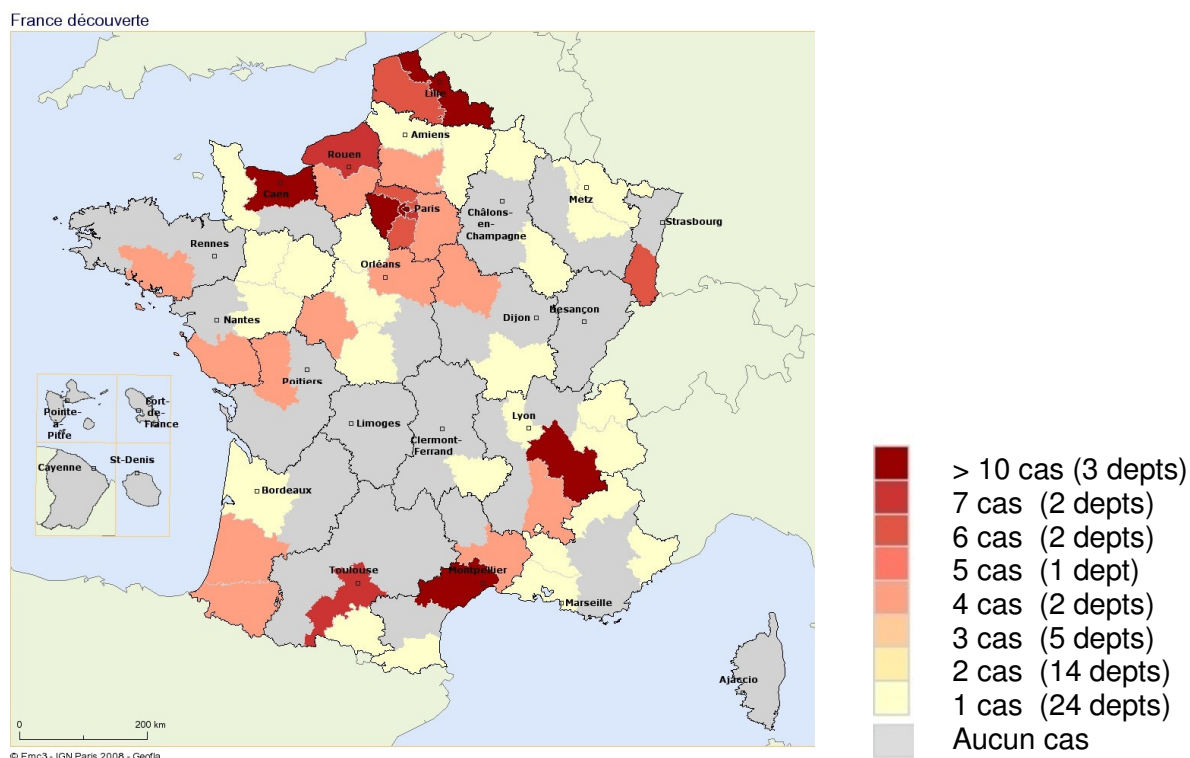 France découverte
Lille
Amiens
Rouen
Caen
Paris
Metz
Châlons-
en-
Champagne
Strasbourg
Rennes
Orléans
Nantes
Dijon
Besançon
Poitiers
Pointe-
à-
Pitre
Fort-
de-
France
Limoges
Lyon
Clermont-
Ferrand
Cayenne
St-Denis
Bordeaux
Toulouse
Montpellier
Marseille
Ajaccio
0
200 km
© Emc3 - IGN Paris 2008 - Geofla
> 10 cas (3 depts)
7 cas (2 depts)
6 cas (2 depts)
5 cas (1 dept)
4 cas (2 depts)
3 cas (5 depts)
2 cas (14 depts)
1 cas (24 depts)
Aucun cas